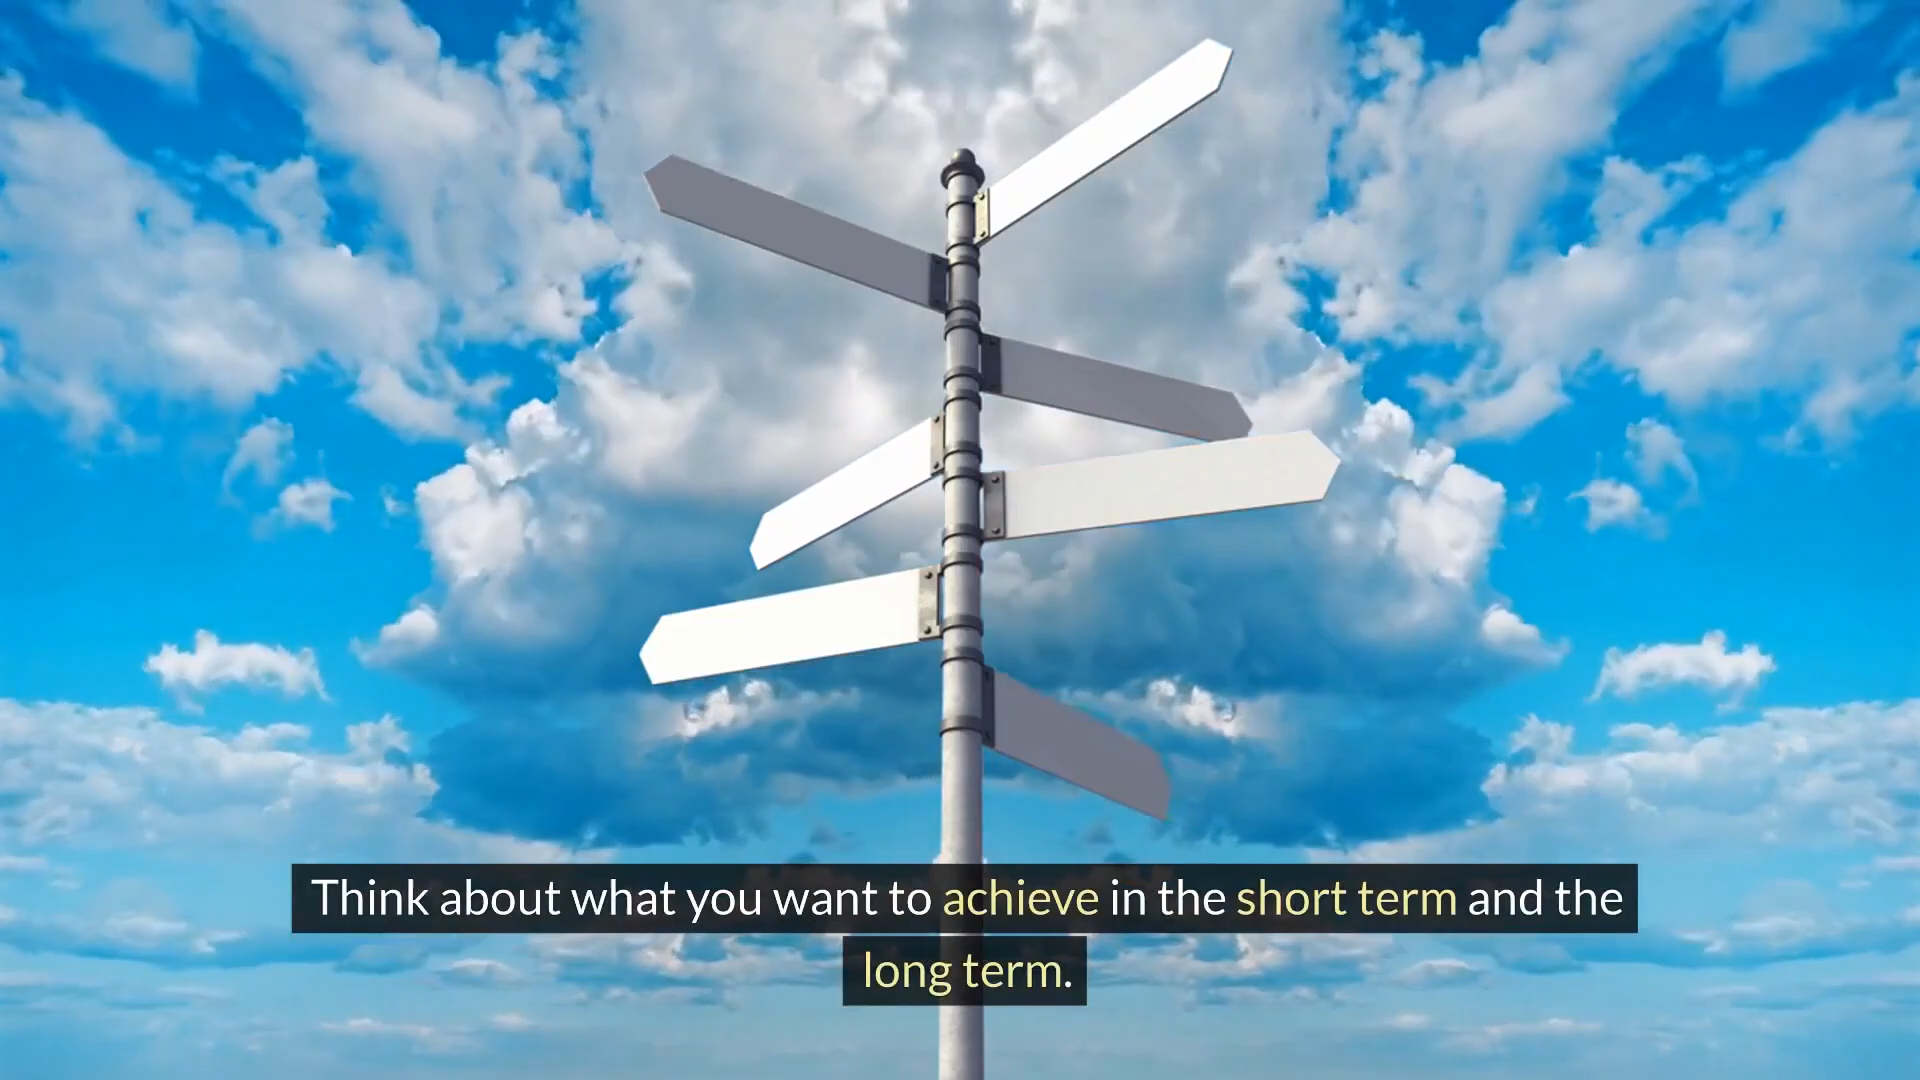 Think about what you want to achieve in the short term and the
long term.